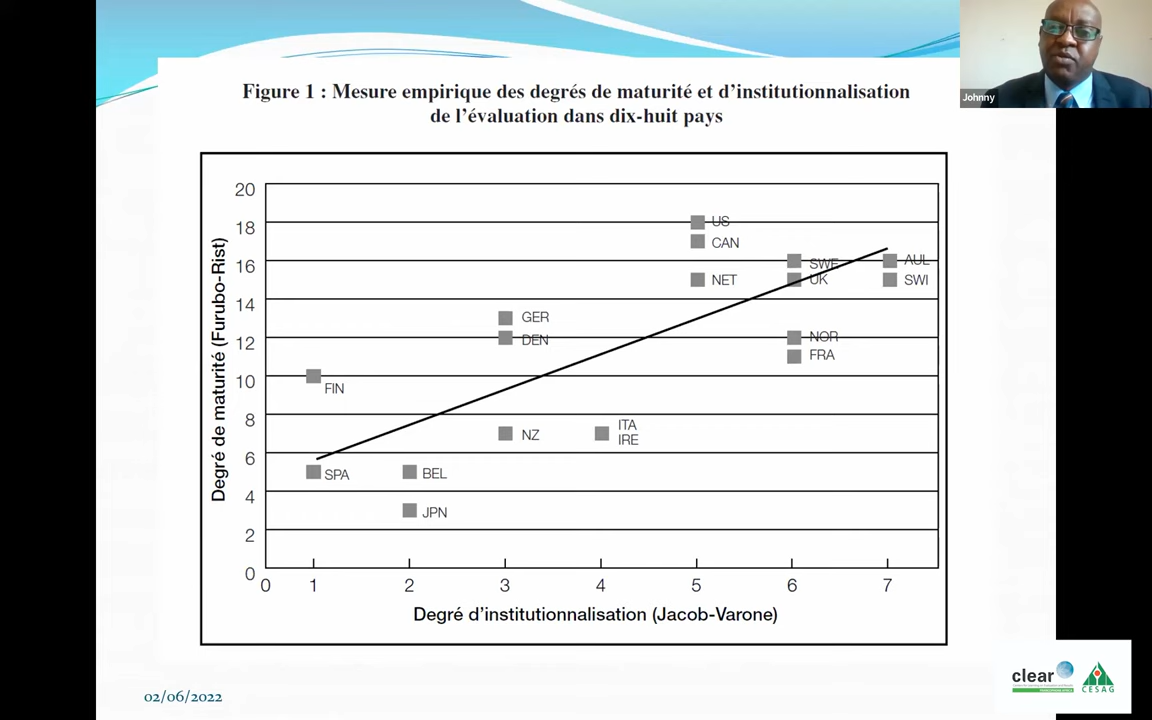 Johnny
Figure 1 : Mesure empirique des degrés de maturité et d’institutionnalisation
de l’évaluation dans dix-huit pays
Degré de maturité (Furubo-Rist)
20
18
16
14
12
10
8
6
4
2
0
US
CAN
NET
SWE
UK
AUL
SWI
NOR
FRA
GER
DEN
FIN
NZ
ITA
IRE
SPA
BEL
JPN
0 1 2 3 4 5 6 7
Degré d’institutionnalisation (Jacob-Varone)
02/06/2022
clear
CESAG